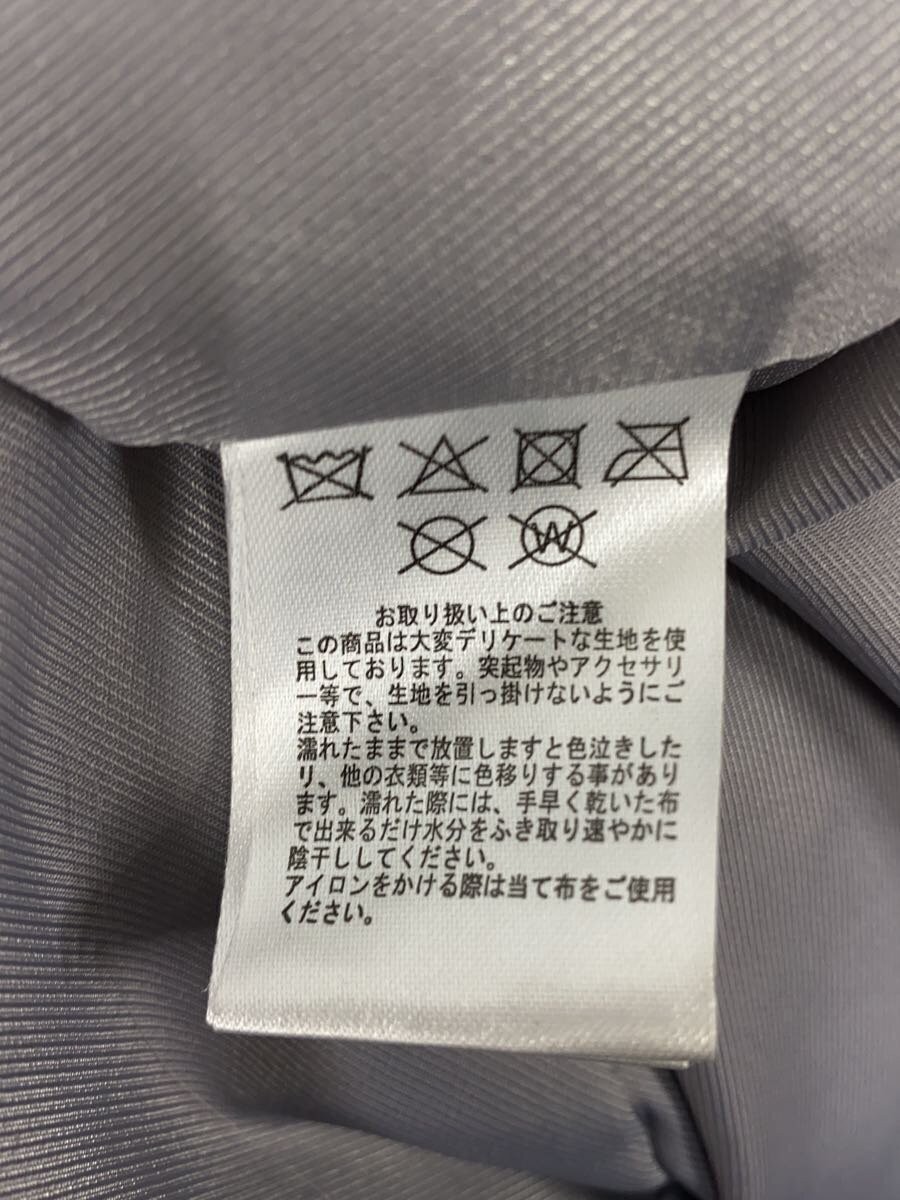 W
お取り扱い上のご注意
この商品は大変デリケートな生地を使
用しております。突起物やアクセサリ
ー等で、生地を引っ掛けないようにご
注意下さい。
濡れたままで放置しますと色泣きした
り、他の衣類等に色移りする事があり
ます。濡れた際には、手早く乾いた布
で出来るだけ水分をふき取り速やかに
陰干ししてください。
アイロンをかける際は当て布をご使用
ください。